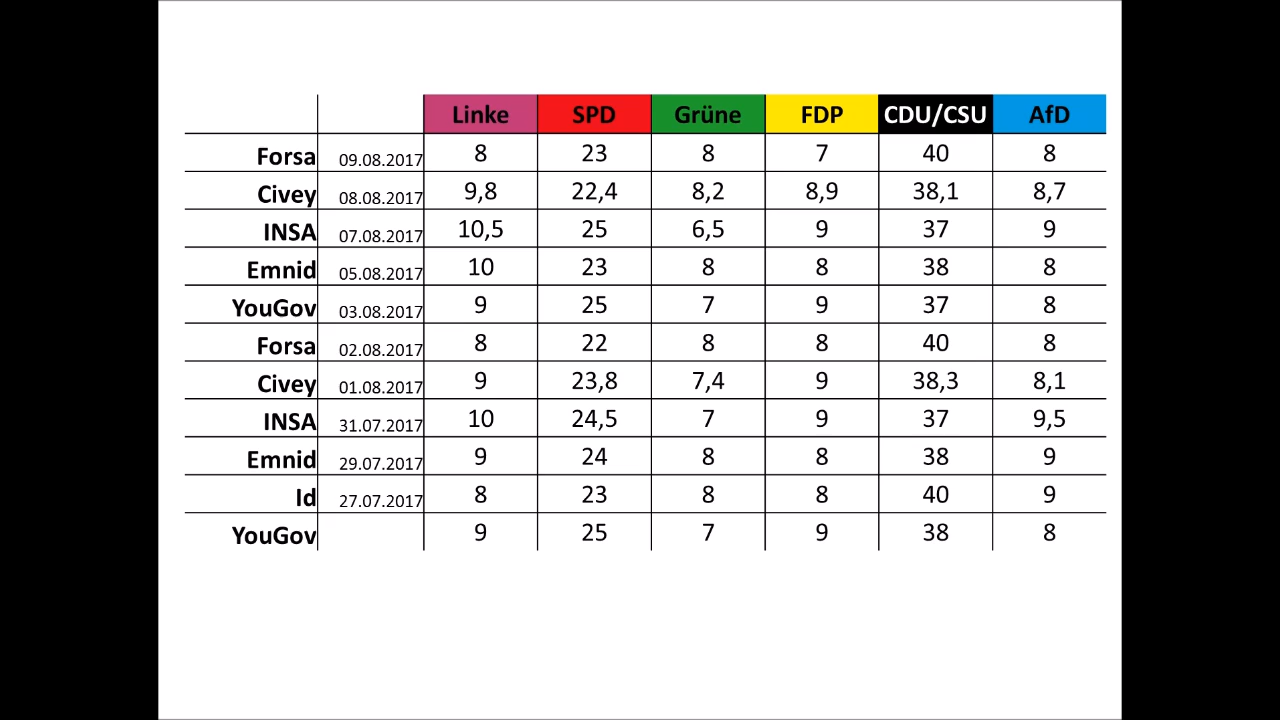 Linke SPD Grüne FDP CDU/CSU AfD
Forsa 09.08.2017 8 23 8 7 40 8
Civey 08.08.2017 9,8 22,4 8,2 8,9 38,1 8,7
INSA 07.08.2017 10,5 25 6,5 9 37 9
Emnid 05.08.2017 10 23 8 8 38 8
YouGov 03.08.2017 9 25 7 9 37 8
Forsa 02.08.2017 8 22 8 8 40 8
Civey 01.08.2017 9 23,8 7,4 9 38,3 8,1
INSA 31.07.2017 10 24,5 7 9 37 9,5
Emnid 29.07.2017 9 24 8 8 38 9
Id 27.07.2017 8 23 8 8 40 9
YouGov 9 25 7 9 38 8